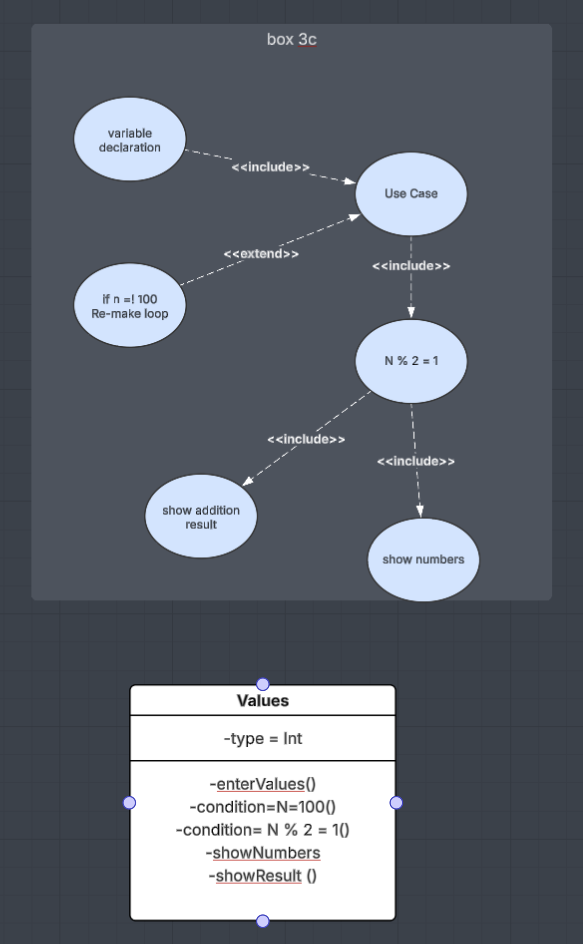 box 3c
variable
declaration
<<include>>
Use Case
<<extend>>
<<include>>
if n =! 100
Re-make loop
N % 2 = 1
<<include>>
<<include>>
show addition
result
show numbers
Values
-type = Int
-enterValues()
-condition=N=100()
-condition= N % 2 = 1()
-showNumbers
-showResult ()